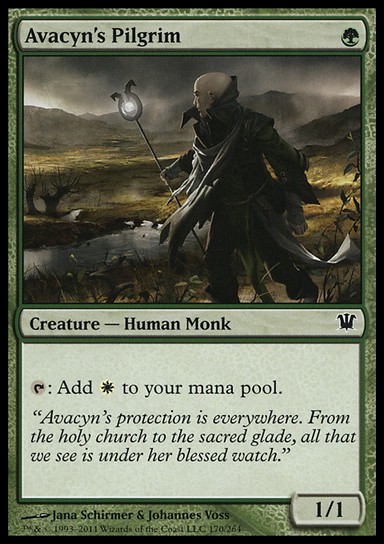 Avacyn's Pilgrim
Creature — Human Monk
: Add to your mana pool.
“Avacyn's protection is everywhere. From
the holy church to the sacred glade, all that
we see is under her blessed watch.”
Jana Schirmer & Johannes Voss
1/1
™ & © 1993–2011 Wizards of the Coast LLC 170/264